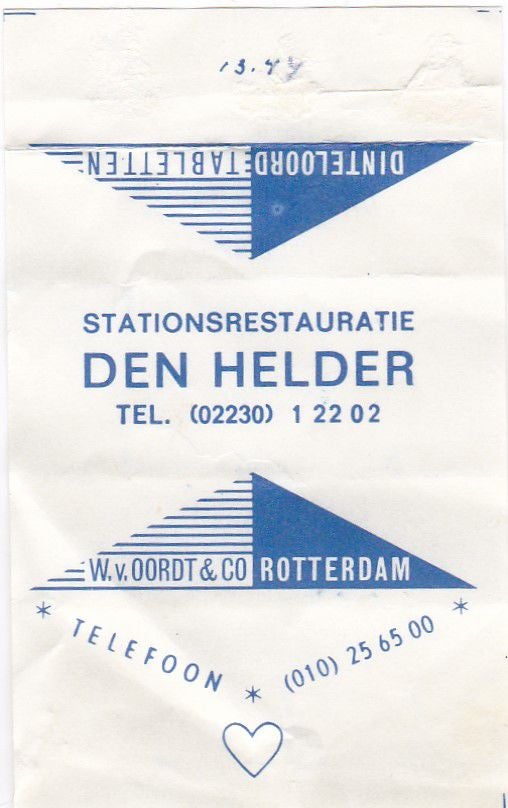 13.44
DINTELOORD TABLETTEN
STATIONSRESTAURATIE
DEN HELDER
TEL. (02230) 1 22 02
W. v. OORDT & CO ROTTERDAM
* TELEFOON * (010) 25 65 00 *